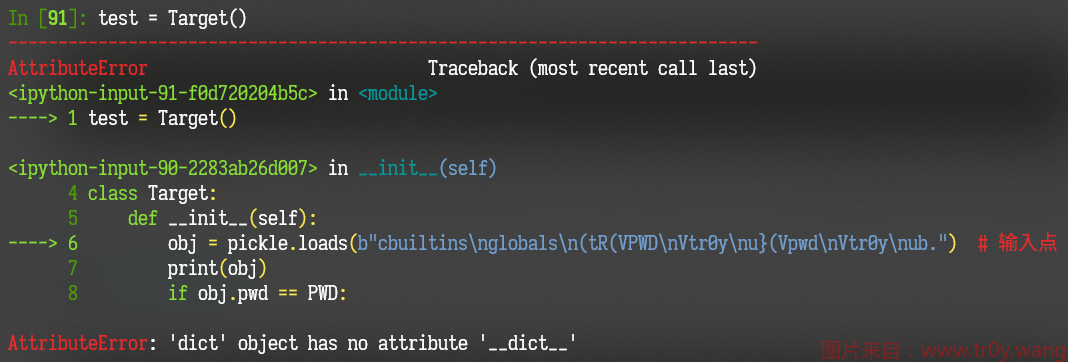 In [91]: test = Target()
---------------------------------------------------------------------------
AttributeError                            Traceback (most recent call last)
<ipython-input-91-f0d720204b5c> in <module>
----> 1 test = Target()

<ipython-input-90-2283ab26d007> in __init__(self)
      4 class Target:
      5     def __init__(self):
----> 6         obj = pickle.loads(b"cbuiltins\nglobals\n(tR(VPWD\nVtr0y\nu}(Vpwd\nVtr0y\nub.")  # 输入点
      7         print(obj)
      8         if obj.pwd == PWD:

AttributeError: 'dict' object has no attribute '__dict__'
图片来自：www.tr0y.wang